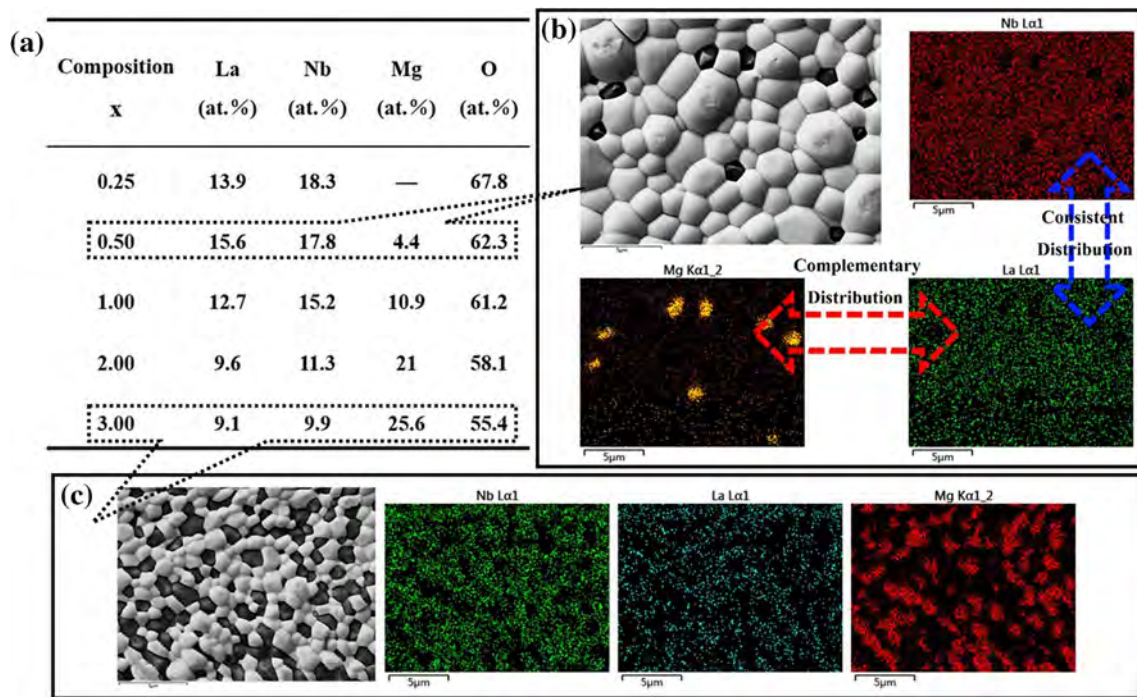 (a)
Composition La Nb Mg O
x (at.%) (at.%) (at.%) (at.%)
0.25 13.9 18.3 — 67.8
0.50 15.6 17.8 4.4 62.3
1.00 12.7 15.2 10.9 61.2
2.00 9.6 11.3 21 58.1
3.00 9.1 9.9 25.6 55.4
(b)
Nb Lα1
5μm
Consistent
Distribution
Mg Kα1_2
5μm
Complementary
Distribution
La Lα1
5μm
(c)
Nb Lα1
5μm
La Lα1
5μm
Mg Kα1_2
5μm